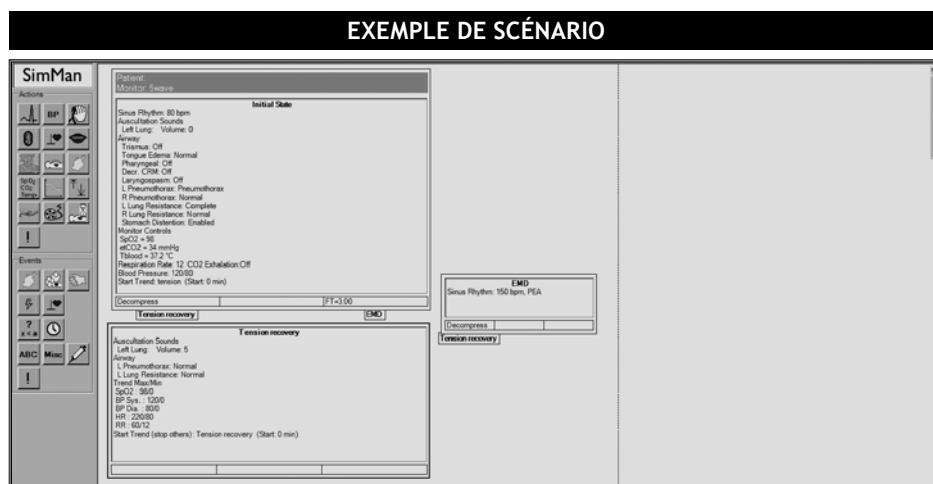 EXEMPLE DE SCÉNARIO
SimMan
Actions
BP
SpO2
CO2
Temp
!
Events
?
x < a
ABC Misc
!
Patient:
Monitor: 5wave
Initial State
Sinus Rhythm: 80 bpm
Auscultation Sounds
Left Lung: Volume: 0
Airway
Trismus: Off
Tongue Edema: Normal
Pharyngeal: Off
Decr. CRM: Off
Laryngospasm: Off
L Pneumothorax: Pneumothorax
R Pneumothorax: Normal
L Lung Resistance: Complete
R Lung Resistance: Normal
Stomach Distention: Enabled
Monitor Controls
SpO2 = 98
etCO2 = 34 mmHg
Tblood = 37.2 °C
Respiration Rate: 12 CO2 Exhalation:Off
Blood Pressure: 120/80
Start Trend: tension (Start: 0 min)
Decompress FT=3:00
Tension recovery EMD
Tension recovery
Auscultation Sounds
Left Lung: Volume: 5
Airway
L Pneumothorax: Normal
L Lung Resistance: Normal
Trend Max/Min
SpO2 : 98/0
BP Sys. : 120/0
BP Dia. : 80/0
HR : 220/80
RR : 60/12
Start Trend (stop others) : Tension recovery (Start: 0 min)
EMD
Sinus Rhythm: 150 bpm, PEA
Decompress
Tension recovery